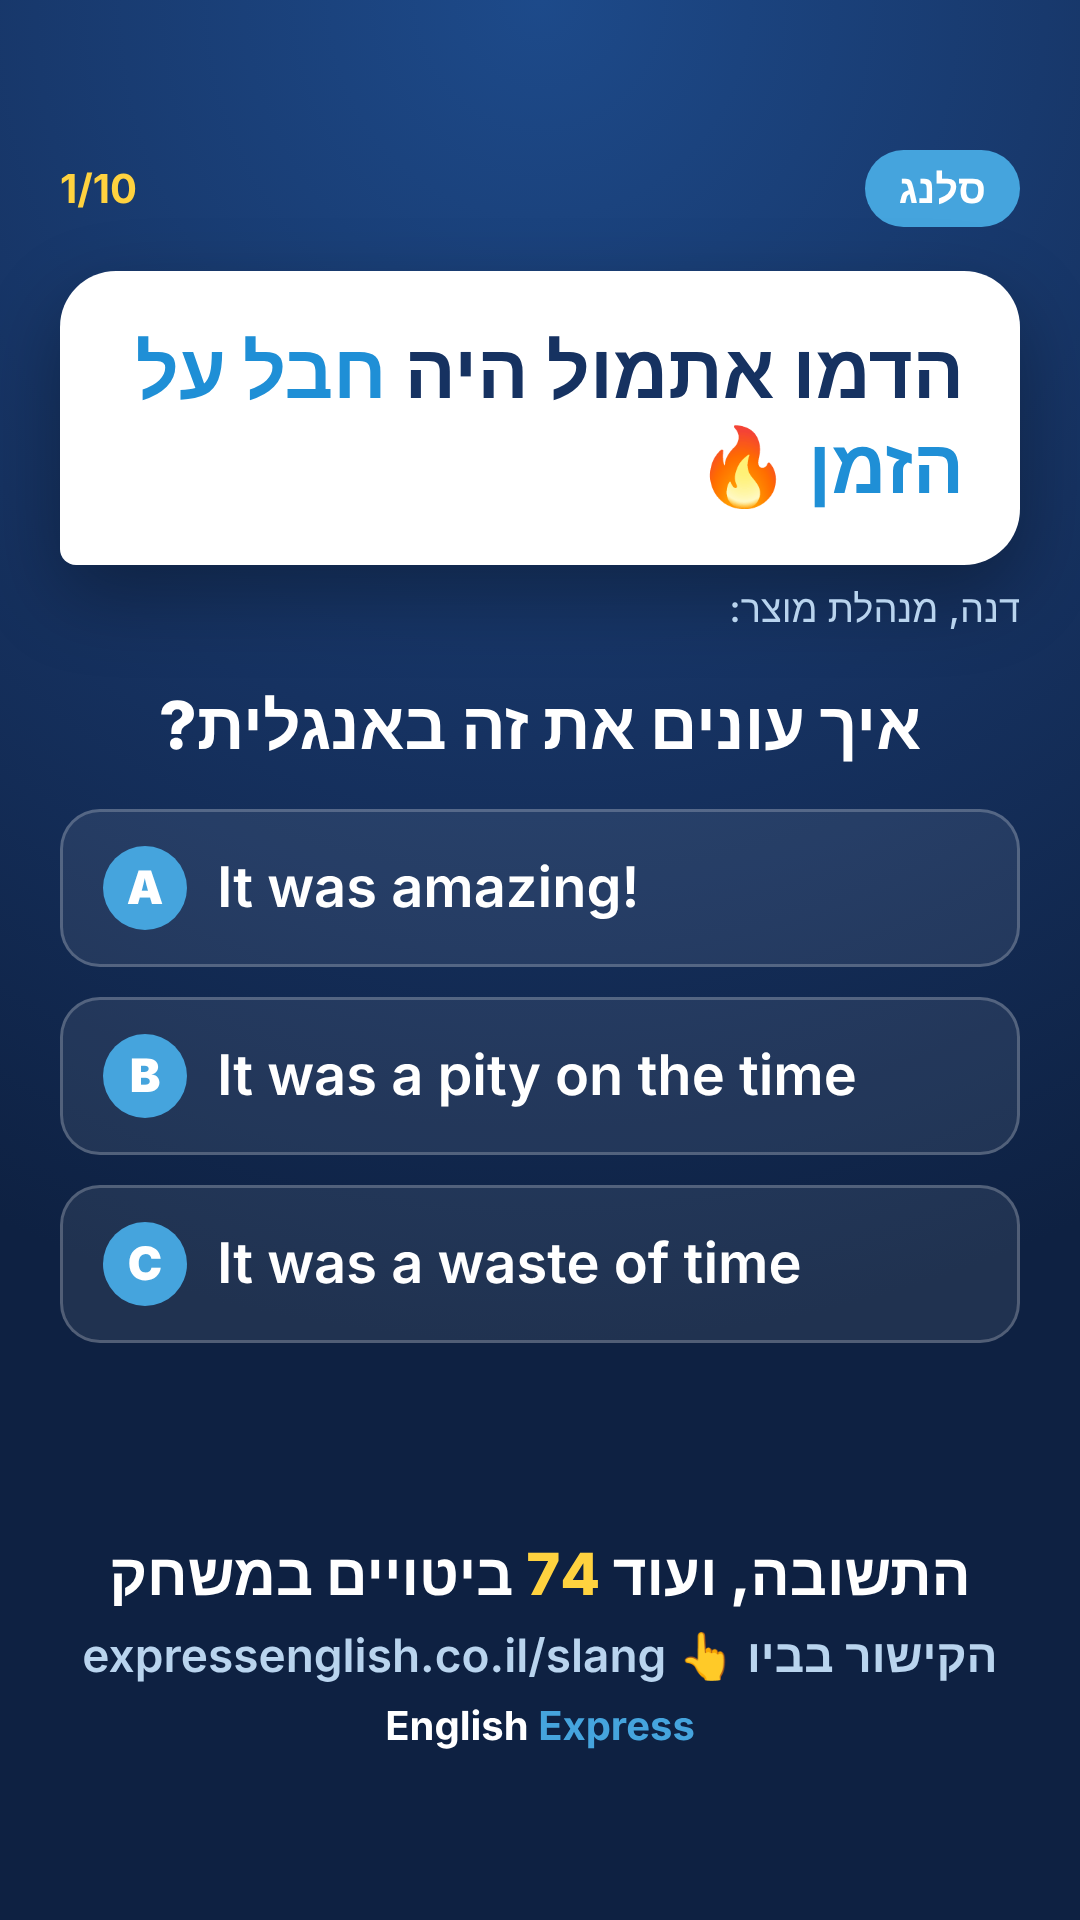 סלנג
1/10
הדמו אתמול היה חבל על
הזמן 🔥
דנה, מנהלת מוצר:
איך עונים את זה באנגלית?
A It was amazing!
B It was a pity on the time
C It was a waste of time
התשובה, ועוד 74 ביטויים במשחק
הקישור בביו 👆 expressenglish.co.il/slang
English Express